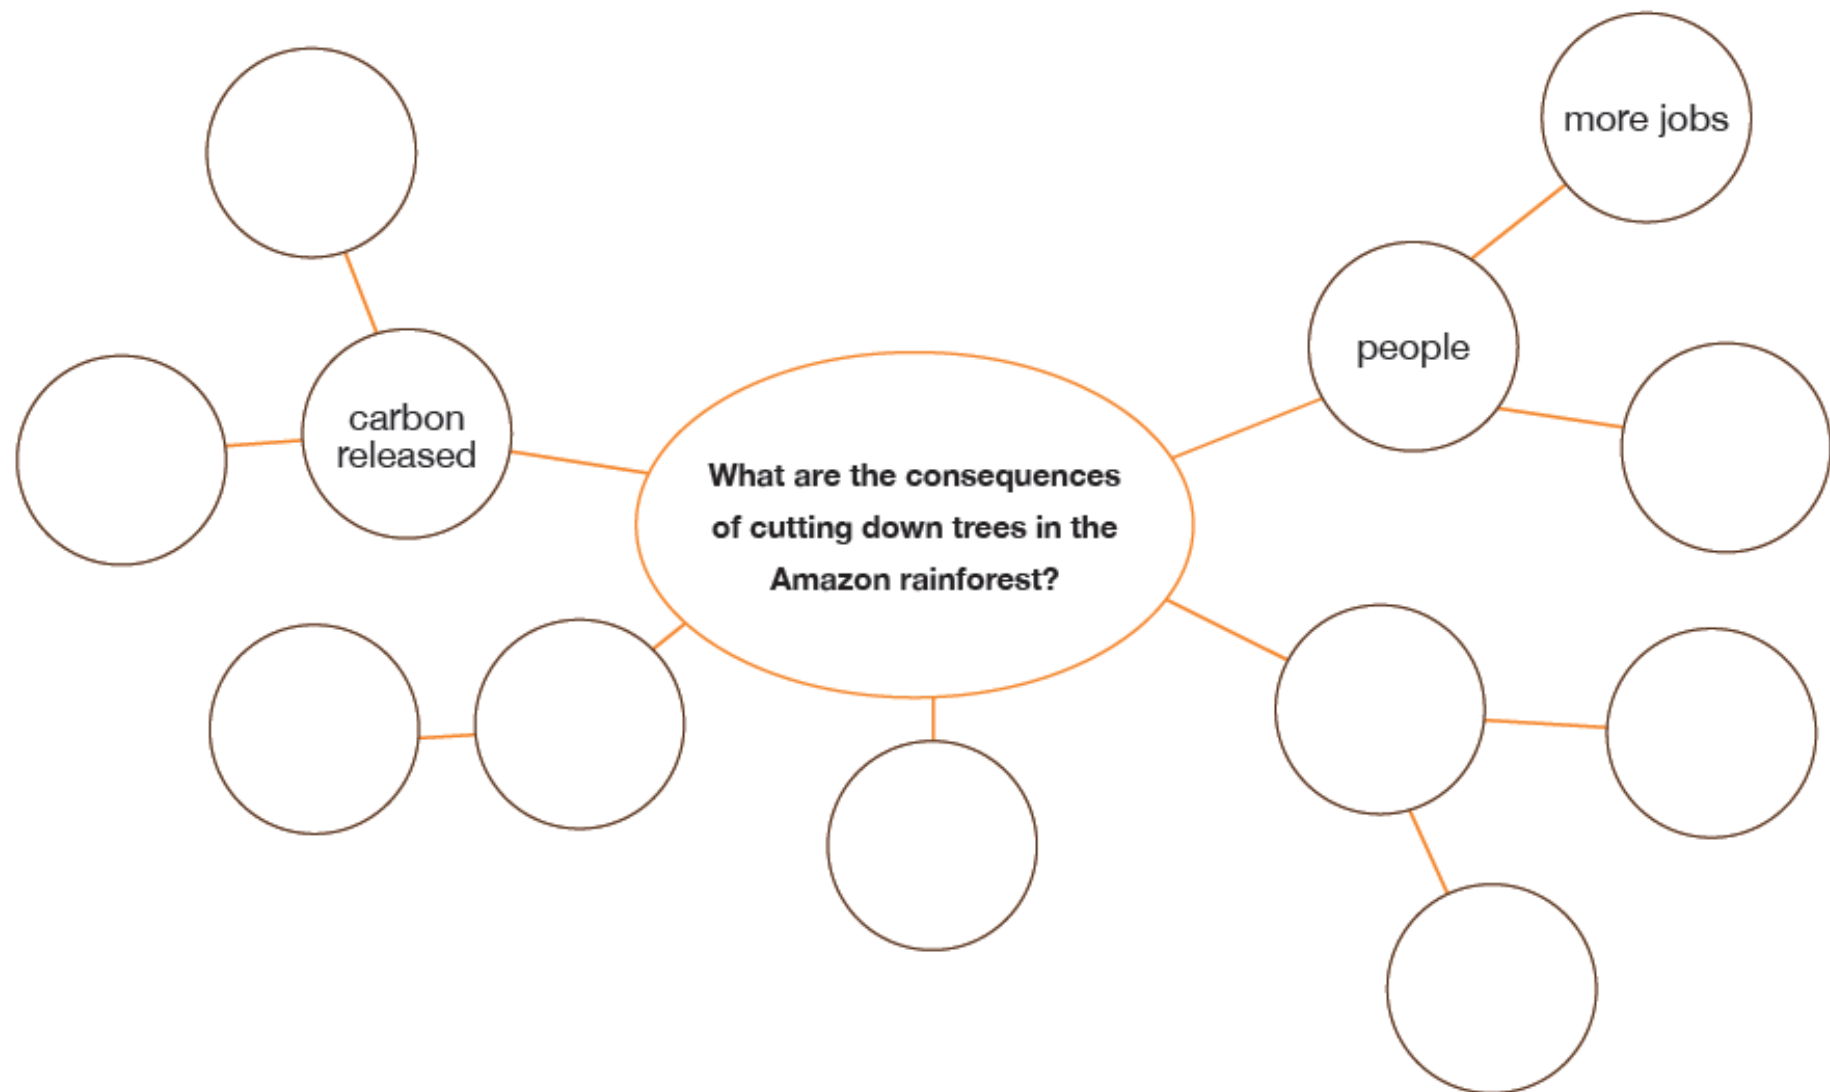 more jobs
people
carbon
released
What are the consequences
of cutting down trees in the
Amazon rainforest?